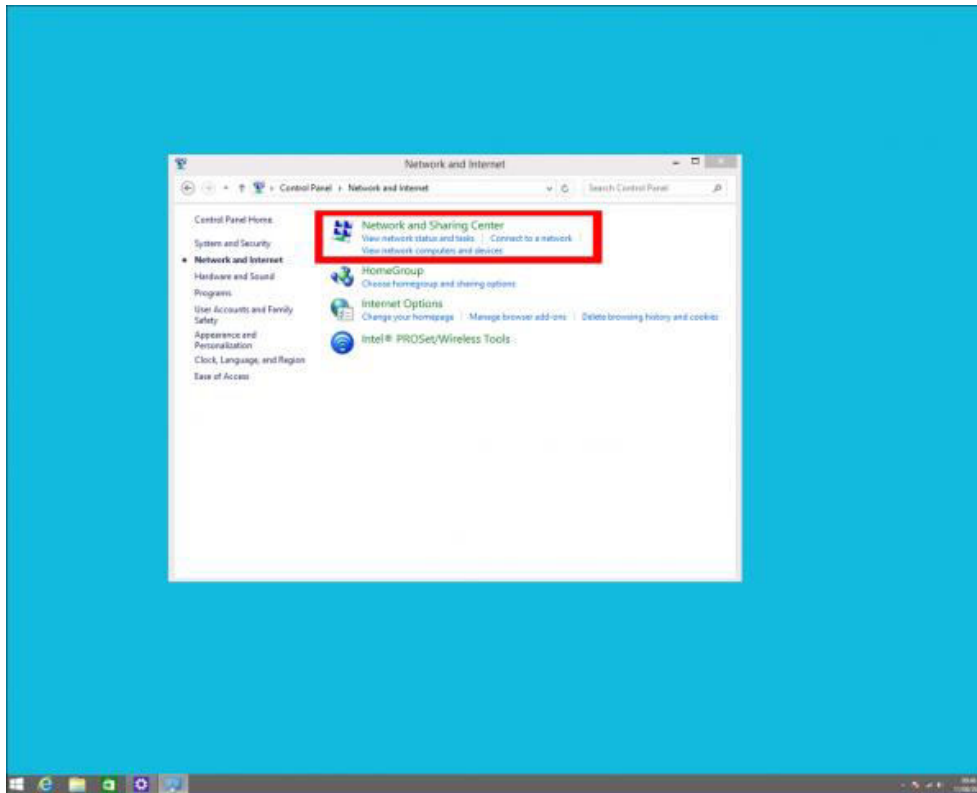 Network and Internet
Control Panel › Network and Internet
Search Control Panel
Control Panel Home
System and Security
Network and Internet
Hardware and Sound
Programs
User Accounts and Family
Safety
Appearance and
Personalization
Clock, Language, and Region
Ease of Access
Network and Sharing Center
View network status and tasks
Connect to a network
View network computers and devices
HomeGroup
Choose homegroup and sharing options
Internet Options
Change your homepage
Manage browser add-ons
Delete browsing history and cookies
Intel® PROSet/Wireless Tools